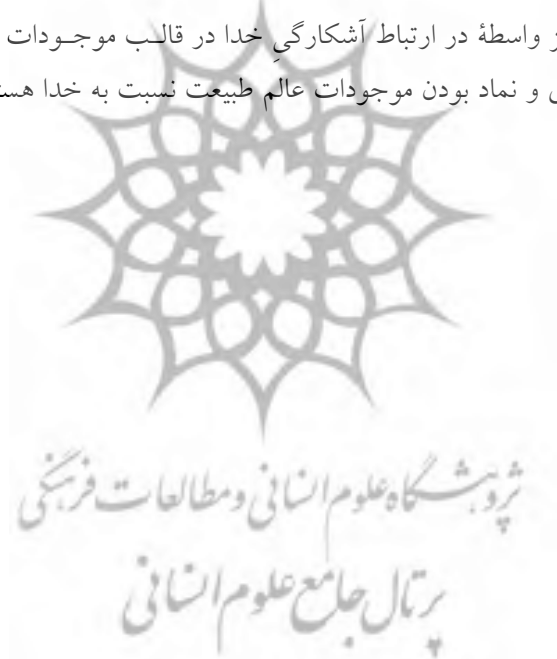 ز واسطهٔ در ارتباط آشکارگیِ خدا در قالب موجودات
و نماد بودن موجودات عالم طبیعت نسبت به خدا
پژوهشگاه علوم انسانی و مطالعات فرهنگی
پرتال جامع علوم انسانی